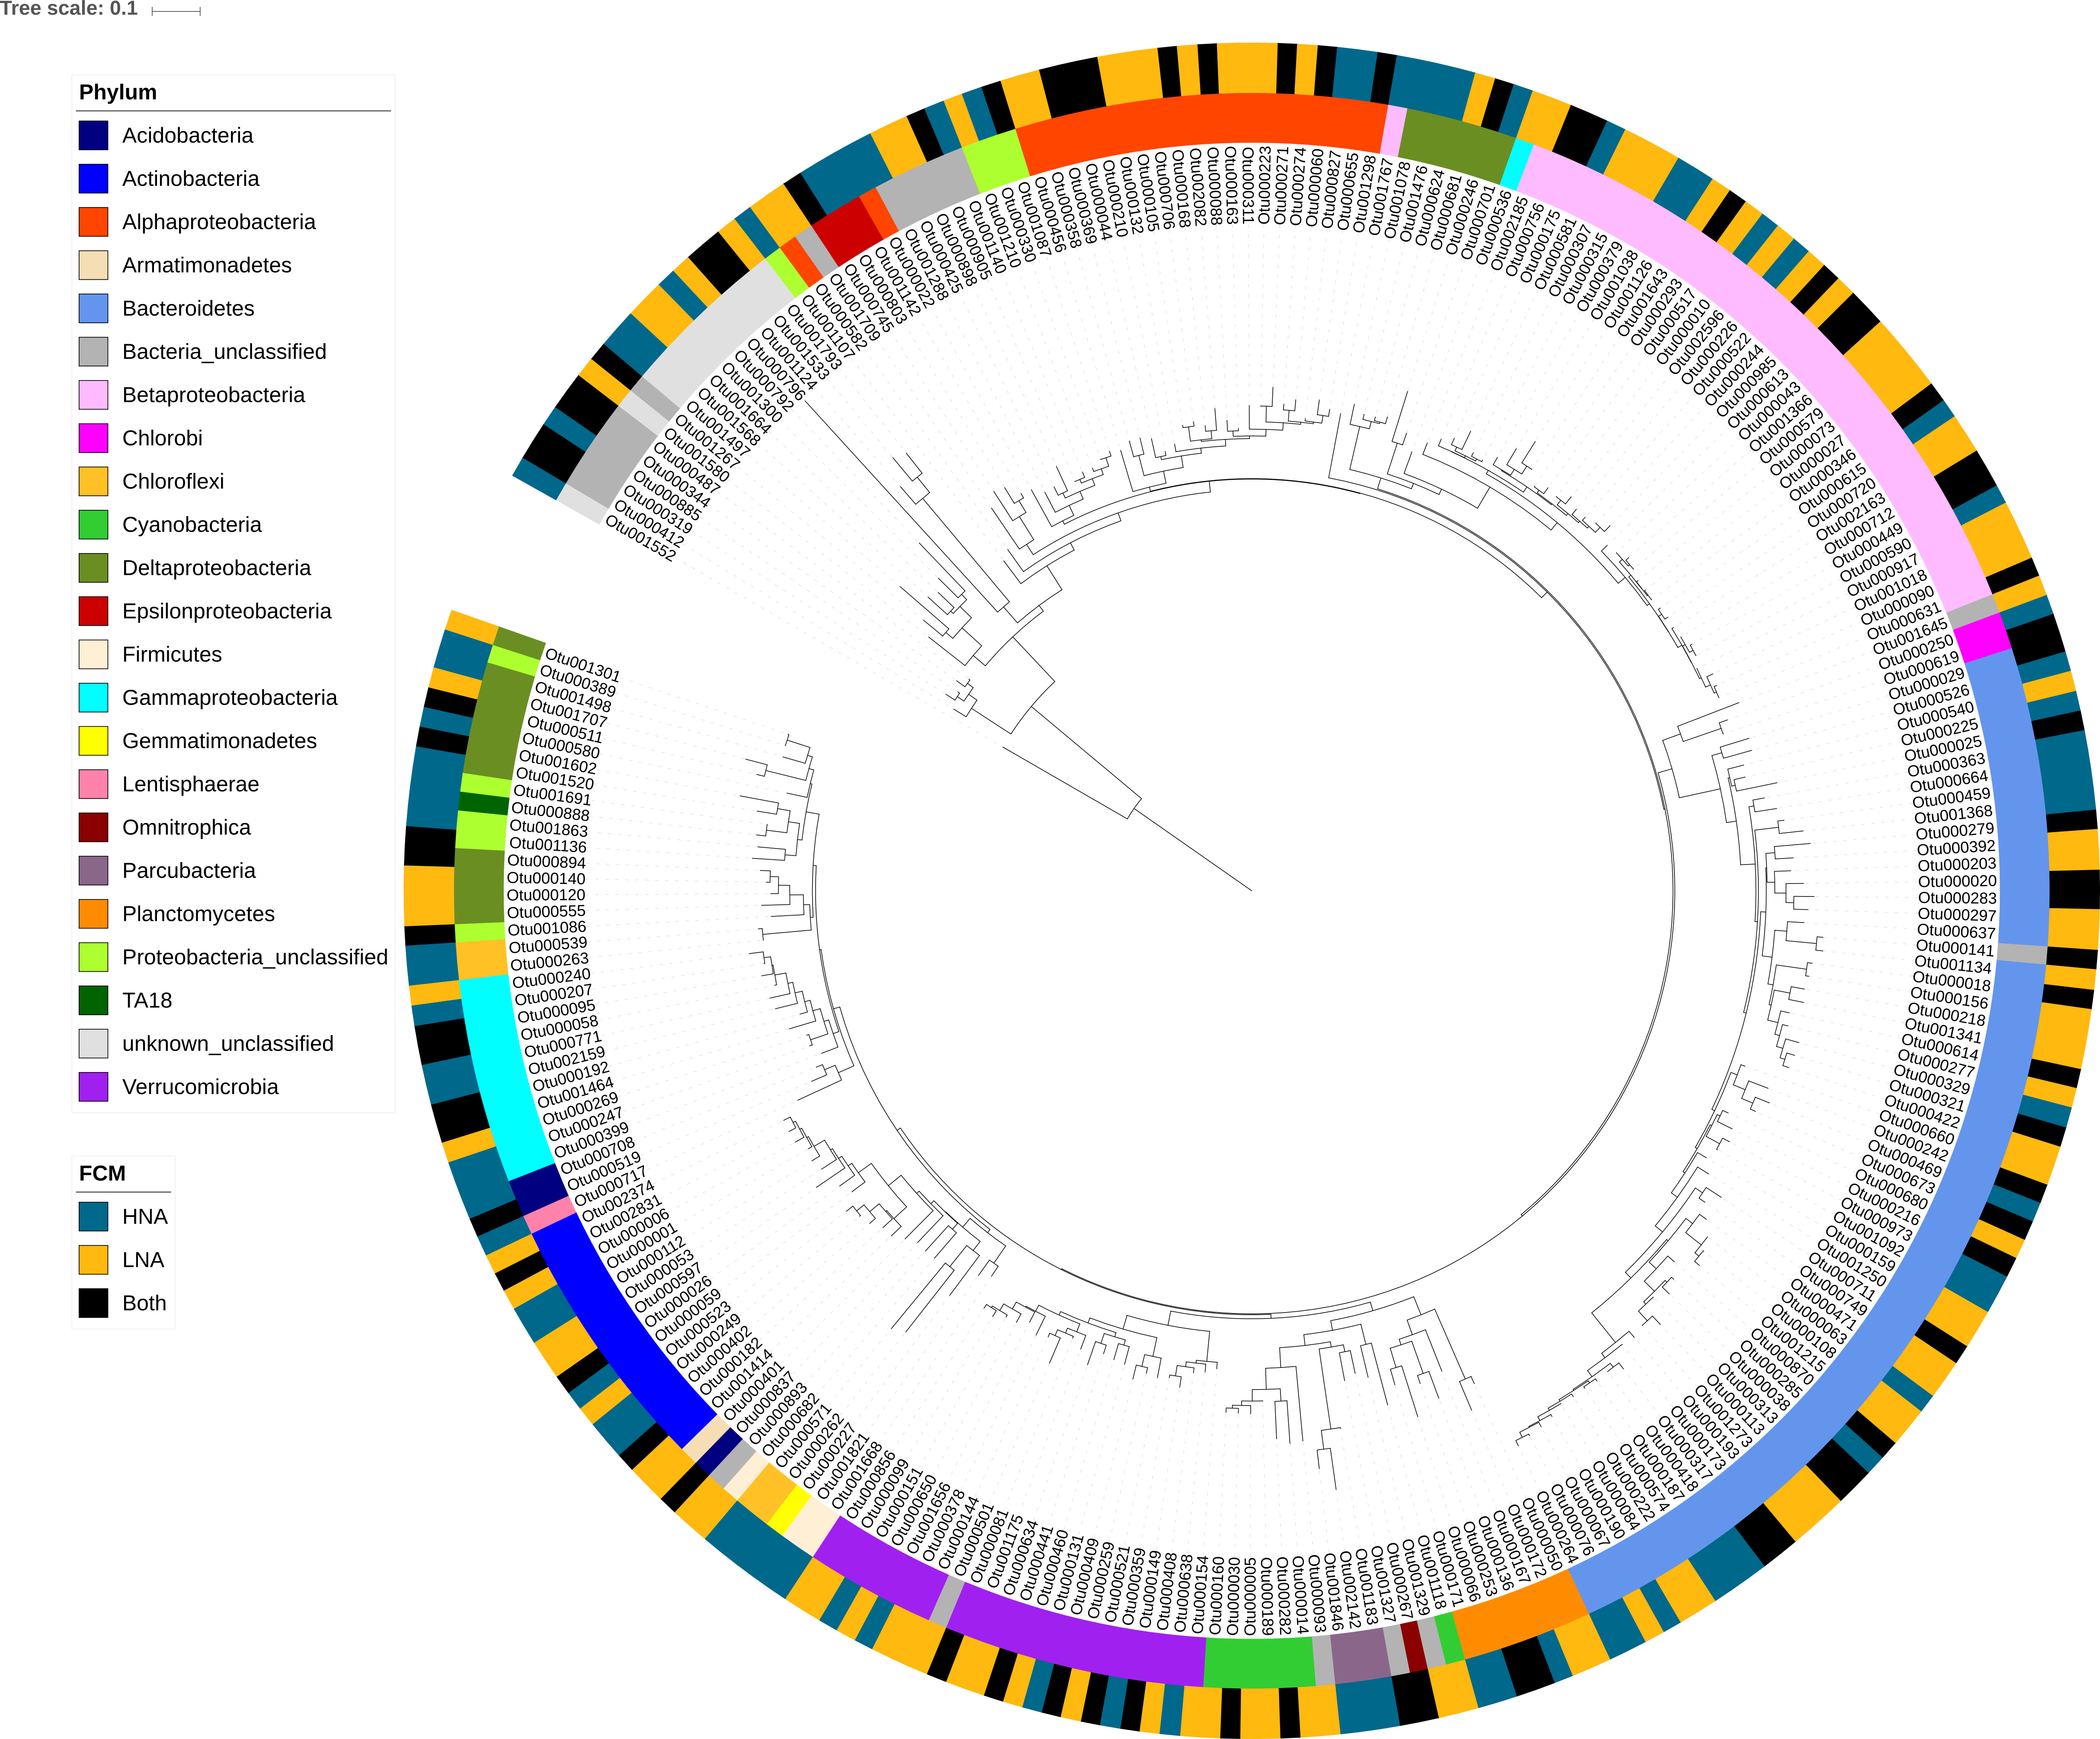 Tree scale: 0.1
Phylum
Acidobacteria
Actinobacteria
Alphaproteobacteria
Armatimonadetes
Bacteroidetes
Bacteria_unclassified
Betaproteobacteria
Chlorobi
Chloroflexi
Cyanobacteria
Deltaproteobacteria
Epsilonproteobacteria
Firmicutes
Gammaproteobacteria
Gemmatimonadetes
Lentisphaerae
Omnitrophica
Parcubacteria
Planctomycetes
Proteobacteria_unclassified
TA18
unknown_unclassified
Verrucomicrobia
FCM
HNA
LNA
Both
Otu001552
Otu000412
Otu000319
Otu000885
Otu000344
Otu000487
Otu001580
Otu001267
Otu001497
Otu001568
Otu001664
Otu001300
Otu000792
Otu000796
Otu001124
Otu001533
Otu001793
Otu001107
Otu000582
Otu001709
Otu000745
Otu000803
Otu001142
Otu000022
Otu001288
Otu000425
Otu000898
Otu000905
Otu001140
Otu001210
Otu000330
Otu001087
Otu000456
Otu000358
Otu000369
Otu000044
Otu000210
Otu000132
Otu000105
Otu000706
Otu000168
Otu002082
Otu000088
Otu000163
Otu000311
Otu000223
Otu000271
Otu000274
Otu000060
Otu000827
Otu000655
Otu001298
Otu001767
Otu001078
Otu001476
Otu000624
Otu000681
Otu000246
Otu000701
Otu000536
Otu002185
Otu000756
Otu000175
Otu000581
Otu000307
Otu000315
Otu000379
Otu001038
Otu001126
Otu001643
Otu000293
Otu000517
Otu000010
Otu002596
Otu000226
Otu000522
Otu000244
Otu000985
Otu000613
Otu000043
Otu001366
Otu000579
Otu000073
Otu000027
Otu000346
Otu000615
Otu000720
Otu002163
Otu000712
Otu000449
Otu000590
Otu000917
Otu001018
Otu000090
Otu000631
Otu001645
Otu000250
Otu000619
Otu000029
Otu000526
Otu000540
Otu000225
Otu000025
Otu000363
Otu000664
Otu000459
Otu001368
Otu000279
Otu000392
Otu000203
Otu000020
Otu000283
Otu000297
Otu000637
Otu000141
Otu001134
Otu000018
Otu000156
Otu000218
Otu001341
Otu000614
Otu000277
Otu000329
Otu000321
Otu000422
Otu000660
Otu000242
Otu000469
Otu000673
Otu000680
Otu000216
Otu000973
Otu001092
Otu000159
Otu001250
Otu000711
Otu000749
Otu000471
Otu000063
Otu000108
Otu001215
Otu000870
Otu000285
Otu000038
Otu000313
Otu000113
Otu001273
Otu000193
Otu000173
Otu000317
Otu000418
Otu000187
Otu000574
Otu000222
Otu000084
Otu000190
Otu000067
Otu000076
Otu000264
Otu000050
Otu000172
Otu000167
Otu000136
Otu000253
Otu000066
Otu000171
Otu001118
Otu001329
Otu000267
Otu001327
Otu001183
Otu002142
Otu001846
Otu000093
Otu000014
Otu000282
Otu000189
Otu000005
Otu000030
Otu000160
Otu000154
Otu000638
Otu000408
Otu000149
Otu000359
Otu000521
Otu000259
Otu000409
Otu000131
Otu000460
Otu000441
Otu000634
Otu001175
Otu000081
Otu000501
Otu000144
Otu000378
Otu001656
Otu000650
Otu000151
Otu000099
Otu000856
Otu001668
Otu001821
Otu000227
Otu000262
Otu000571
Otu000682
Otu000893
Otu000837
Otu000401
Otu001414
Otu000182
Otu000402
Otu000249
Otu000523
Otu000059
Otu000026
Otu000597
Otu000053
Otu000112
Otu000001
Otu000006
Otu002831
Otu002374
Otu000717
Otu000519
Otu000708
Otu000399
Otu000247
Otu000269
Otu001464
Otu000192
Otu002159
Otu000771
Otu000058
Otu000095
Otu000207
Otu000240
Otu000263
Otu000539
Otu001086
Otu000555
Otu000120
Otu000140
Otu000894
Otu001136
Otu001863
Otu000888
Otu001691
Otu001520
Otu001602
Otu000580
Otu000511
Otu001707
Otu001498
Otu000389
Otu001301